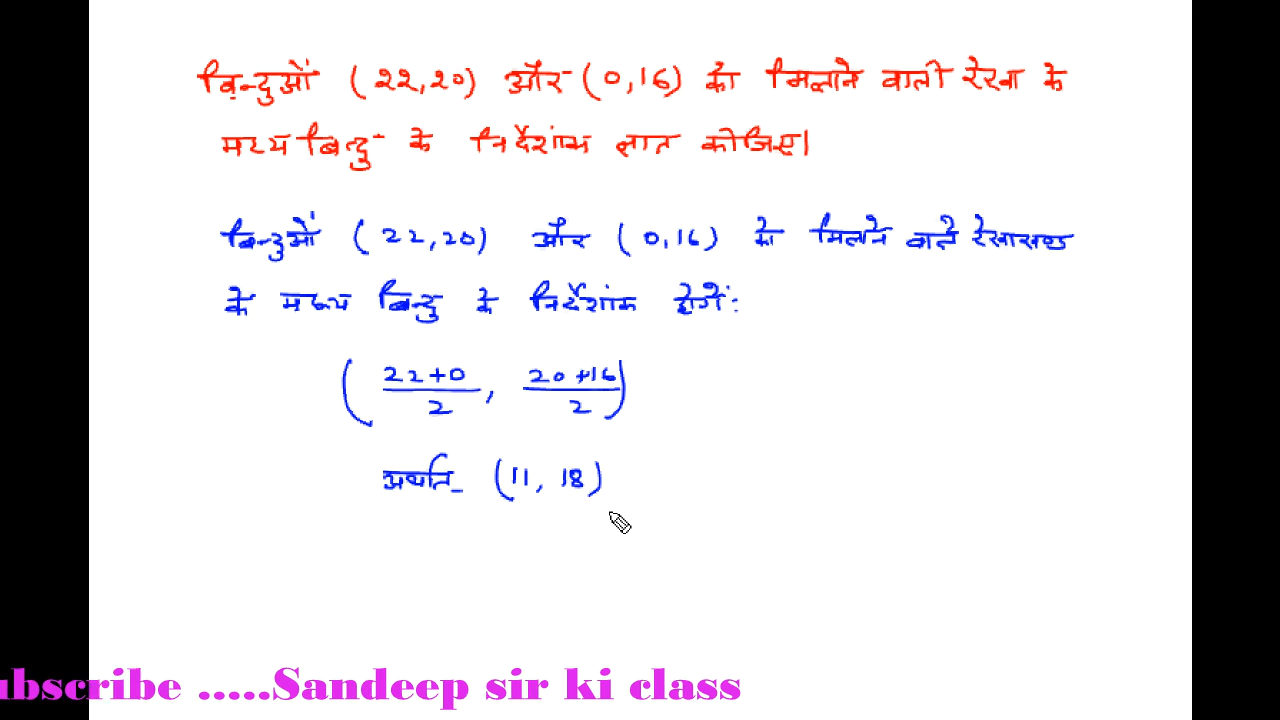 बिन्दुओं (22,20) और (0,16) को मिलाने वाली रेखा के
मध्य बिन्दु के निर्देशांक ज्ञात कीजिए।
बिन्दुओं (22,20) और (0,16) को मिलाने वाले रेखाखण्ड
के मध्य बिन्दु के निर्देशांक होगें:
(22+0/2, 20+16/2)
अर्थात (11, 18)
ubscribe .....Sandeep sir ki class